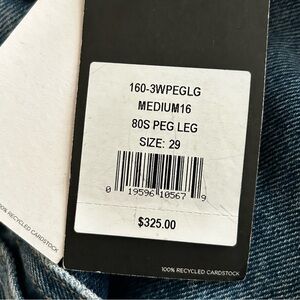 160-3WPEGLG
MEDIUM16
80S PEG LEG
SIZE: 29
0 19596 10567 9
$325.00
100% RECYCLED CARDSTOCK
100% RECYCLED CARDSTOCK